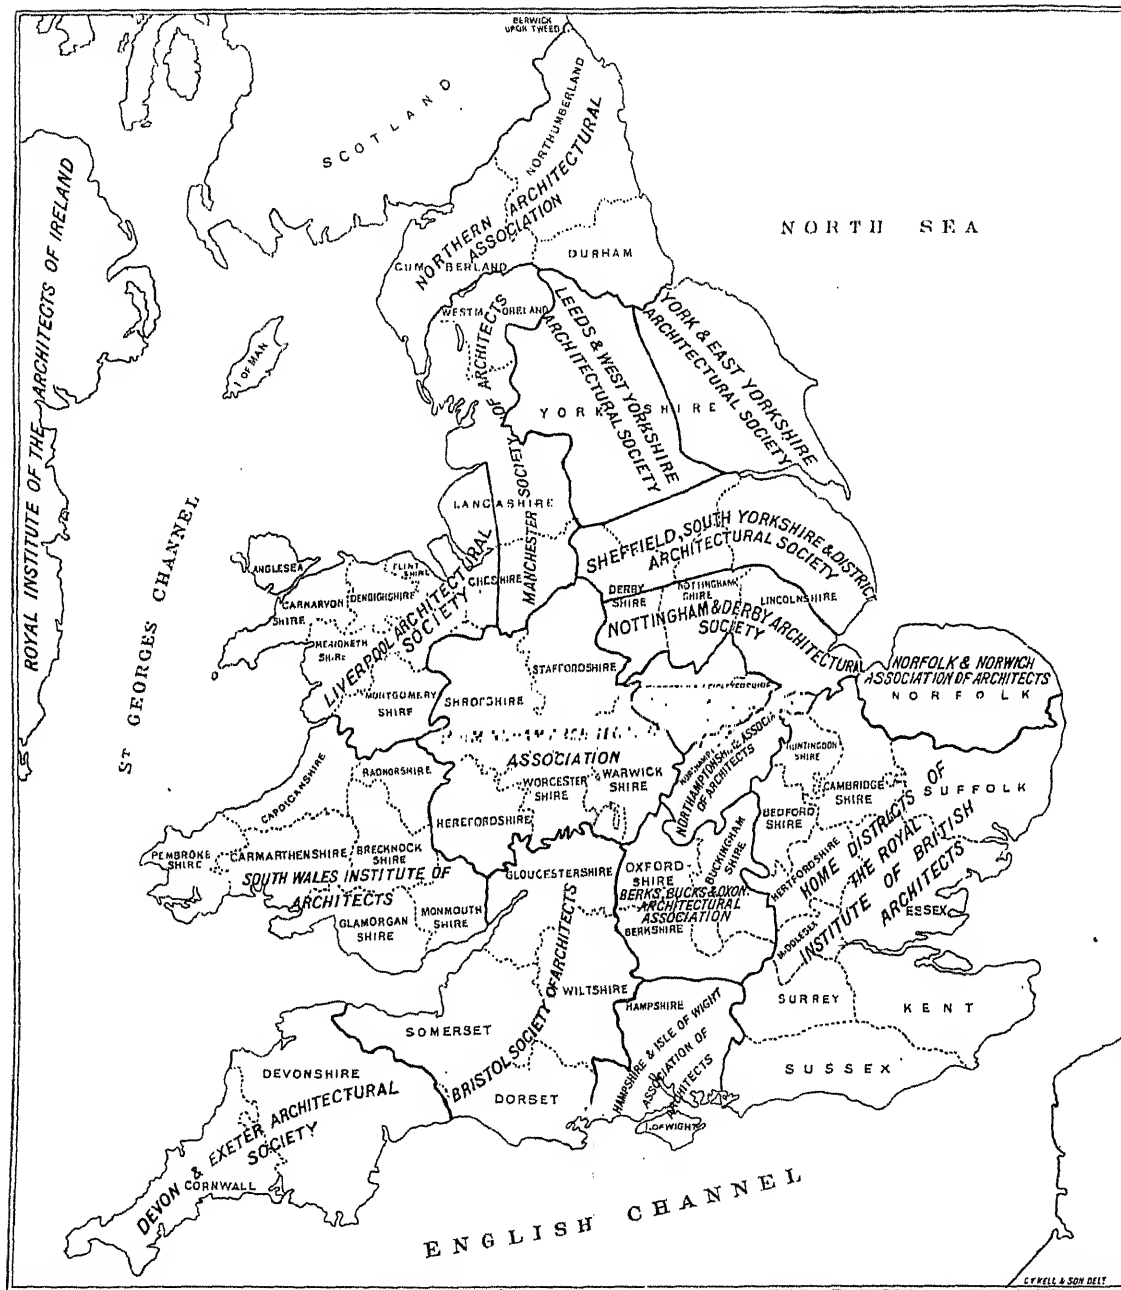 BERWICK
UPON TWEED
SCOTLAND
NORTHUMBERLAND
NORTHERN ARCHITECTURAL
ASSOCIATION
CUMBERLAND
DURHAM
NORTH SEA
ROYAL INSTITUTE OF THE ARCHITECTS OF IRELAND
WESTMORELAND
I OF MAN
LEEDS & WEST YORKSHIRE
ARCHITECTURAL SOCIETY
YORK & EAST YORKSHIRE
ARCHITECTURAL SOCIETY
YORKSHIRE
MANCHESTER SOCIETY OF ARCHITECTS
LANCASHIRE
ST GEORGES CHANNEL
SHEFFIELD, SOUTH YORKSHIRE & DISTRICT
ARCHITECTURAL SOCIETY
ANGLESEA
FLINT
SHIRE
CHESHIRE
CARNARVON
SHIRE
DENBIGHSHIRE
DERBY
SHIRE
NOTTINGHAM
SHIRE
LINCOLNSHIRE
NOTTINGHAM & DERBY ARCHITECTURAL
SOCIETY
MERIONETH
SHIRE
LIVERPOOL ARCHITECTURAL
SOCIETY
STAFFORDSHIRE
NORFOLK & NORWICH
ASSOCIATION OF ARCHITECTS
NORFOLK
MONTGOMERY
SHIRE
SHROPSHIRE
ASSOCIATION
NORTHAMPTONSHIRE ASSOCIA
OF ARCHITECTS
HUNTINGDON
SHIRE
CARDIGANSHIRE
RADNORSHIRE
WORCESTER
SHIRE
WARWICK
SHIRE
CAMBRIDGE
SHIRE
SUFFOLK
HEREFORDSHIRE
BEDFORD
SHIRE
PEMBROKE
SHIRE
CARMARTHENSHIRE
BRECKNOCK
SHIRE
SOUTH WALES INSTITUTE OF
ARCHITECTS
GLOUCESTERSHIRE
OXFORD-
SHIRE
BUCKINGHAM
SHIRE
BERKS, BUCKS & OXON
ARCHITECTURAL
ASSOCIATION
BERKSHIRE
HERTFORDSHIRE
HOME DISTRICTS OF
THE ROYAL
INSTITUTE OF BRITISH
ARCHITECTS
ESSEX
MIDDLESEX
GLAMORGAN
SHIRE
MONMOUTH
SHIRE
WILTSHIRE
BRISTOL SOCIETY OF ARCHITECTS
HAMPSHIRE
SURREY
KENT
SOMERSET
HAMPSHIRE & ISLE OF WIGHT
ASSOCIATION OF
ARCHITECTS
SUSSEX
DEVONSHIRE
DORSET
I. OF WIGHT
DEVON & EXETER ARCHITECTURAL
SOCIETY
CORNWALL
ENGLISH CHANNEL
C F KELL & SON DELT